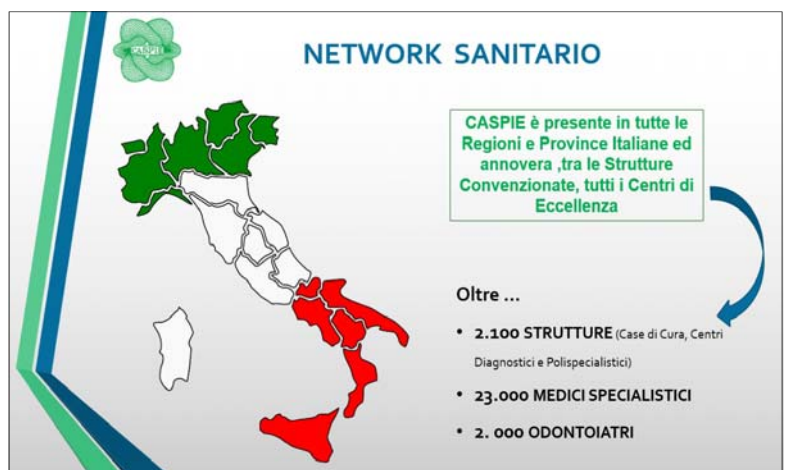 CASPIE
NETWORK SANITARIO
CASPIE è presente in tutte le
Regioni e Province Italiane ed
annovera ,tra le Strutture
Convenzionate, tutti i Centri di
Eccellenza
Oltre ...
• 2.100 STRUTTURE (Case di Cura, Centri
Diagnostici e Polispecialistici)
• 23.000 MEDICI SPECIALISTICI
• 2. 000 ODONTOIATRI